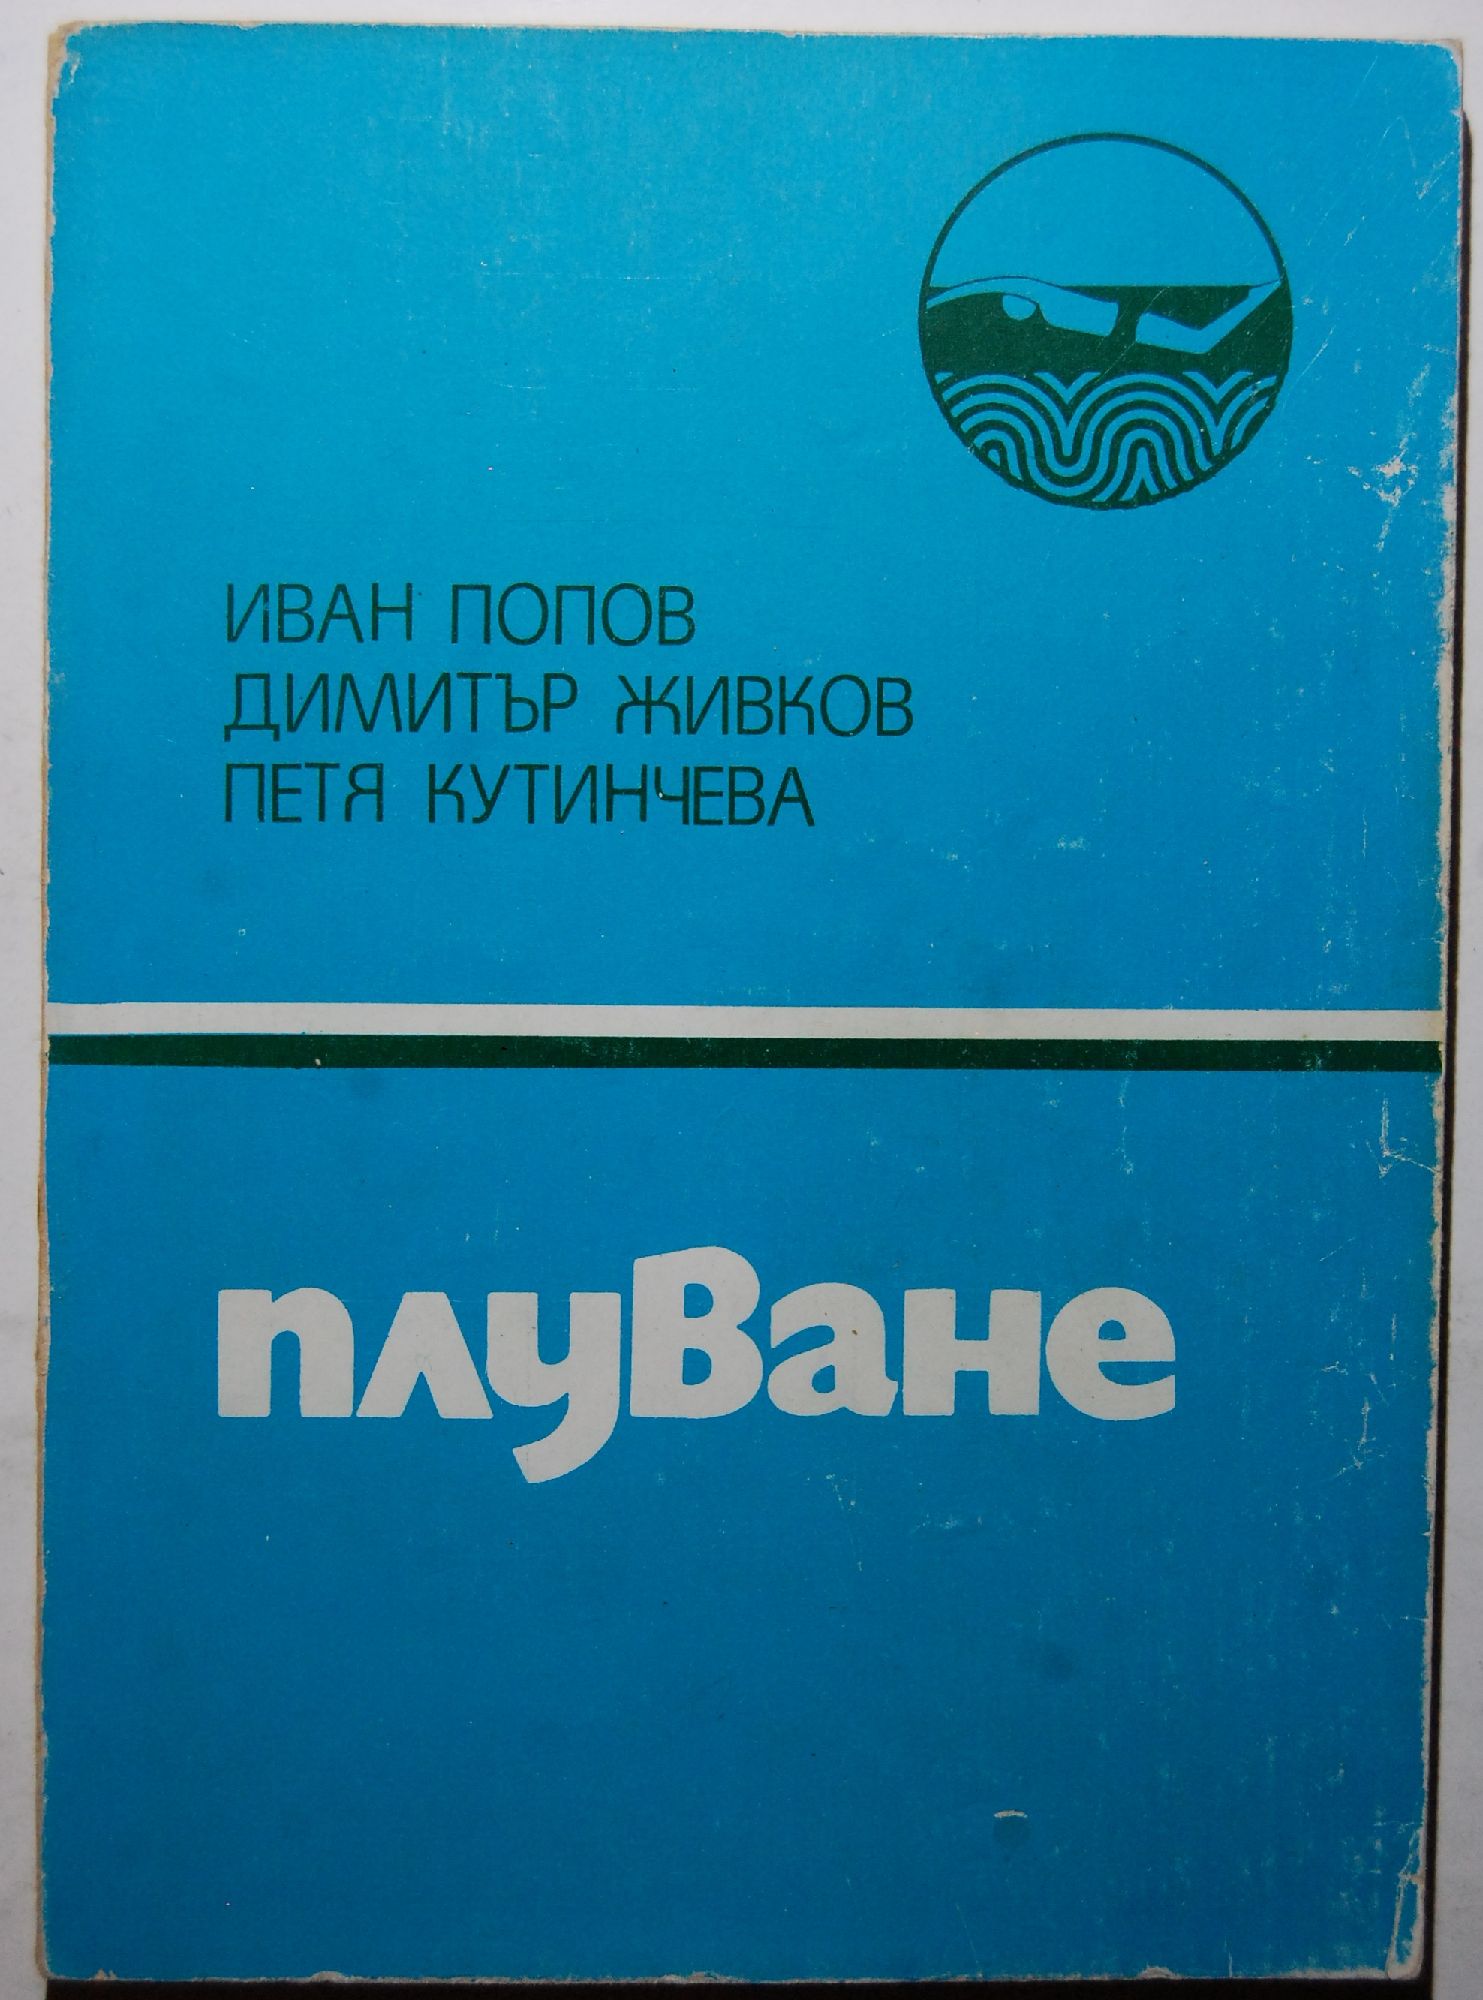 ИВАН ПОПОВ
ДИМИТЪР ЖИВКОВ
ПЕТЯ КУТИНЧЕВА
плуване